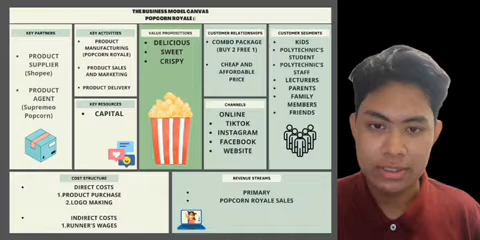 THE BUSINESS MODEL CANVAS
POPCORN ROYALE
KEY PARTNERS
PRODUCT
SUPPLIER
(Shopee)
PRODUCT
AGENT
(Supremeo
Popcorn)
KEY ACTIVITIES
PRODUCT
MANUFACTURING
(POPCORN ROYALE)
PRODUCT SALES
AND MARKETING
PRODUCT DELIVERY
KEY RESOURCES
CAPITAL
VALUE PROPOSITIONS
DELICIOUS
SWEET
CRISPY
CUSTOMER RELATIONSHIPS
COMBO PACKAGE
(BUY 2 FREE 1)
CHEAP AND
AFFORDABLE
PRICE
CHANNELS
ONLINE
TIKTOK
INSTAGRAM
FACEBOOK
WEBSITE
CUSTOMER SEGMENTS
KIDS
POLYTECHNIC'S
STUDENT
POLYTECHNIC'S
STAFF
LECTURERS
PARENTS
FAMILY
MEMBERS
FRIENDS
COST STRUCTURE
DIRECT COSTS
1.PRODUCT PURCHASE
2.LOGO MAKING
INDIRECT COSTS
1.RUNNER'S WAGES
REVENUE STREAMS
PRIMARY
POPCORN ROYALE SALES